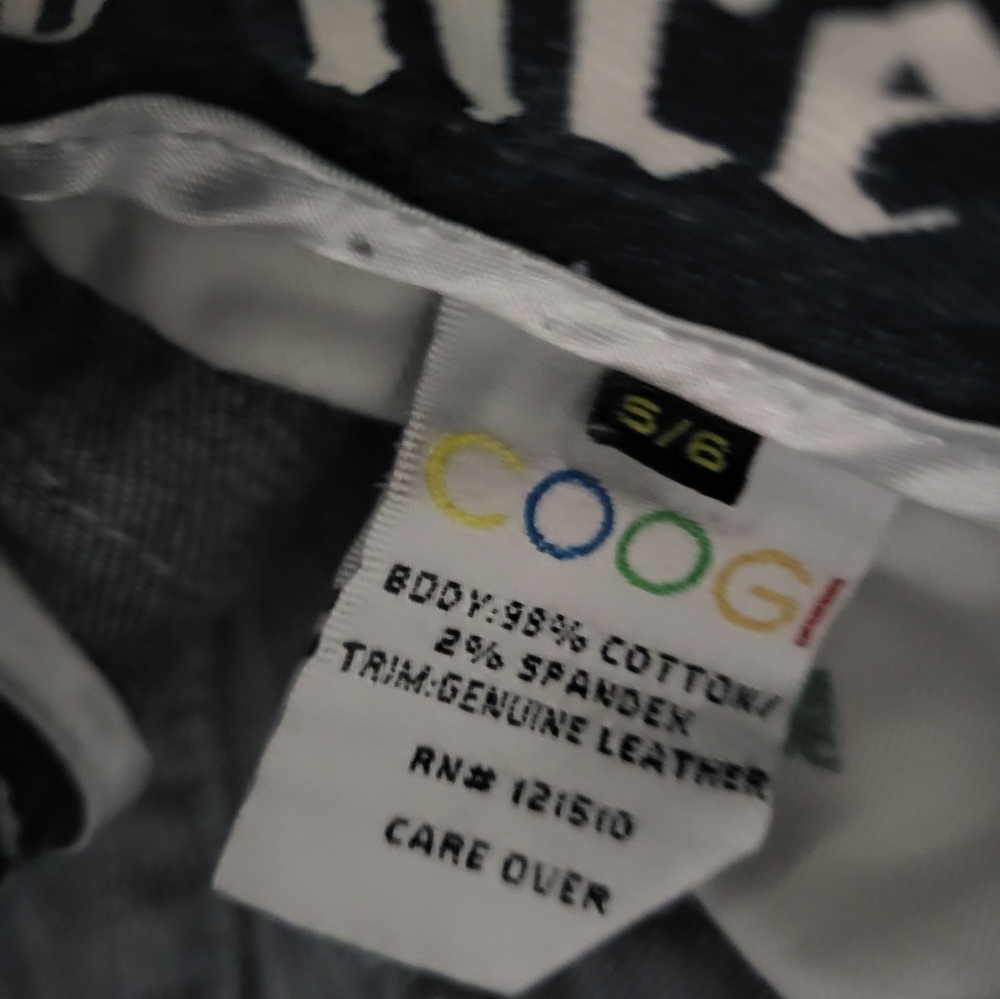 5/6
COOGI
BODY:98% COTTON/
2% SPANDEX
TRIM:GENUINE LEATHER
RN# 121510
CARE OVER